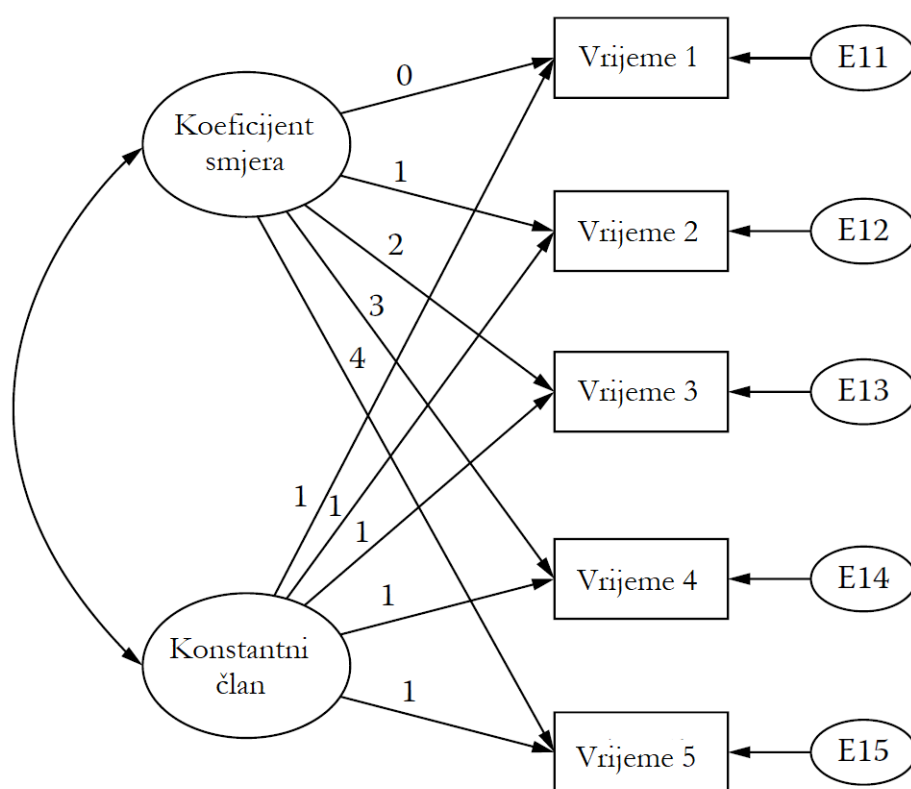 Vrijeme 1
E11
0
Koeficijent
smjera
1
Vrijeme 2
E12
2
3
4
Vrijeme 3
E13
1
1
1
Vrijeme 4
E14
1
Konstantni
član
1
Vrijeme 5
E15